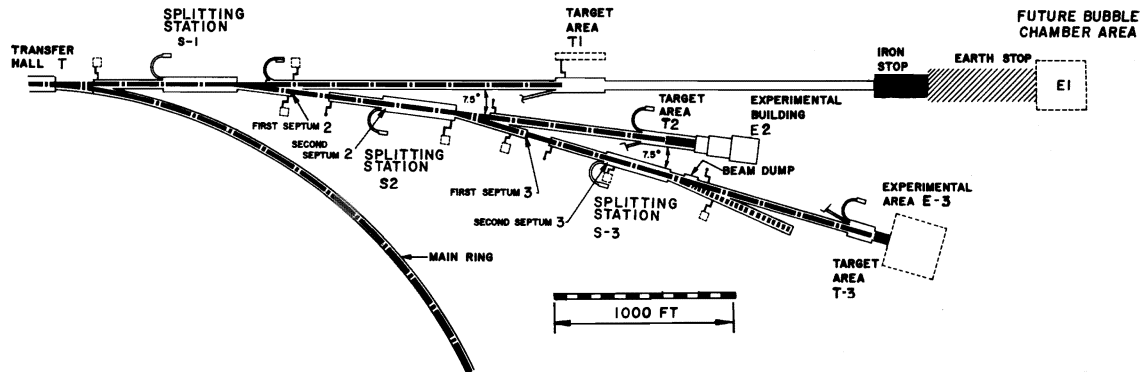 SPLITTING
STATION
S-1
TRANSFER
HALL T
TARGET
AREA
T1
FUTURE BUBBLE
CHAMBER AREA
IRON
STOP
EARTH STOP
E1
7.5°
TARGET
AREA
T2
EXPERIMENTAL
BUILDING
E2
FIRST SEPTUM 2
SECOND
SEPTUM 2
SPLITTING
STATION
S2
7.5°
BEAM DUMP
FIRST SEPTUM 3
SECOND SEPTUM 3
SPLITTING
STATION
S-3
EXPERIMENTAL
AREA E-3
MAIN RING
TARGET
AREA
T-3
1000 FT